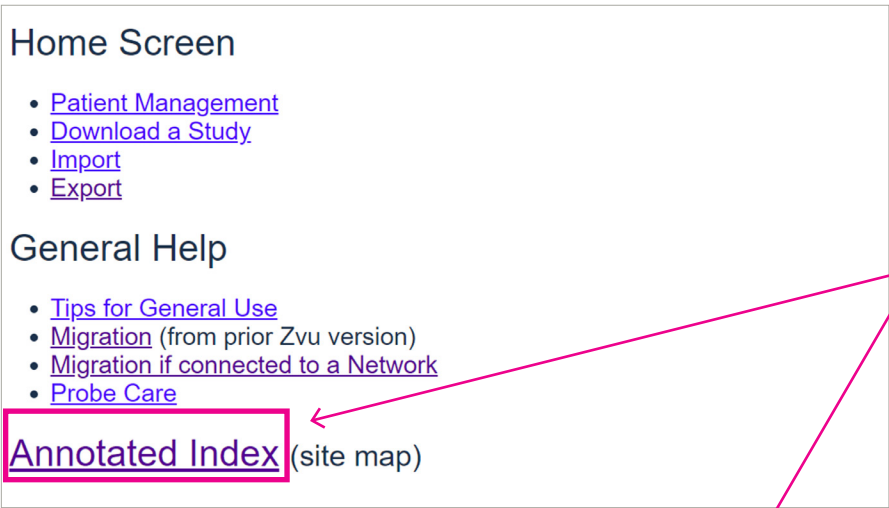 Home Screen
Patient Management
Download a Study
Import
Export
General Help
Tips for General Use
Migration (from prior Zvu version)
Migration if connected to a Network
Probe Care
Annotated Index (site map)